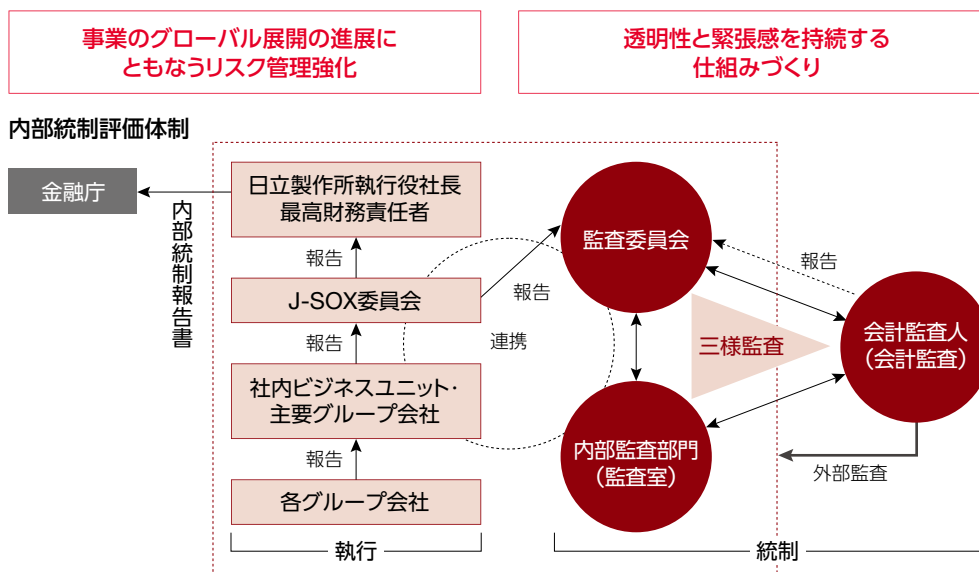 事業のグローバル展開の進展に
ともなうリスク管理強化
透明性と緊張感を持続する
仕組みづくり
内部統制評価体制
金融庁
内部統制報告書
日立製作所執行役社長
最高財務責任者
報告
J-SOX委員会
報告
社内ビジネスユニット・
主要グループ会社
報告
各グループ会社
執行
報告
連携
監査委員会
三様監査
内部監査部門
（監査室）
報告
会計監査人
（会計監査）
外部監査
統制